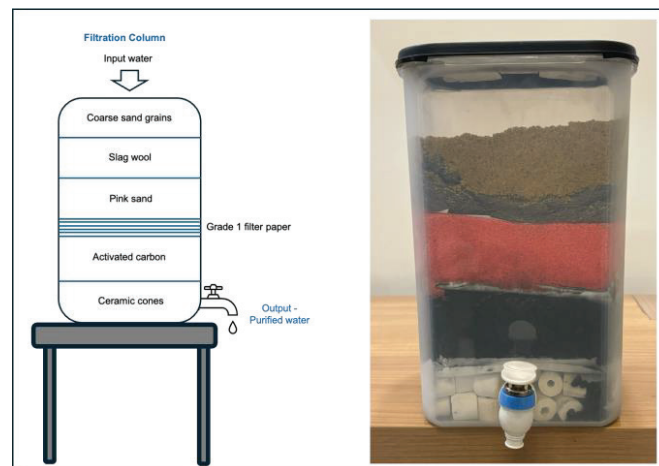 Filtration Column
Input water
Coarse sand grains
Slag wool
Pink sand
Grade 1 filter paper
Activated carbon
Ceramic cones
Output -
Purified water